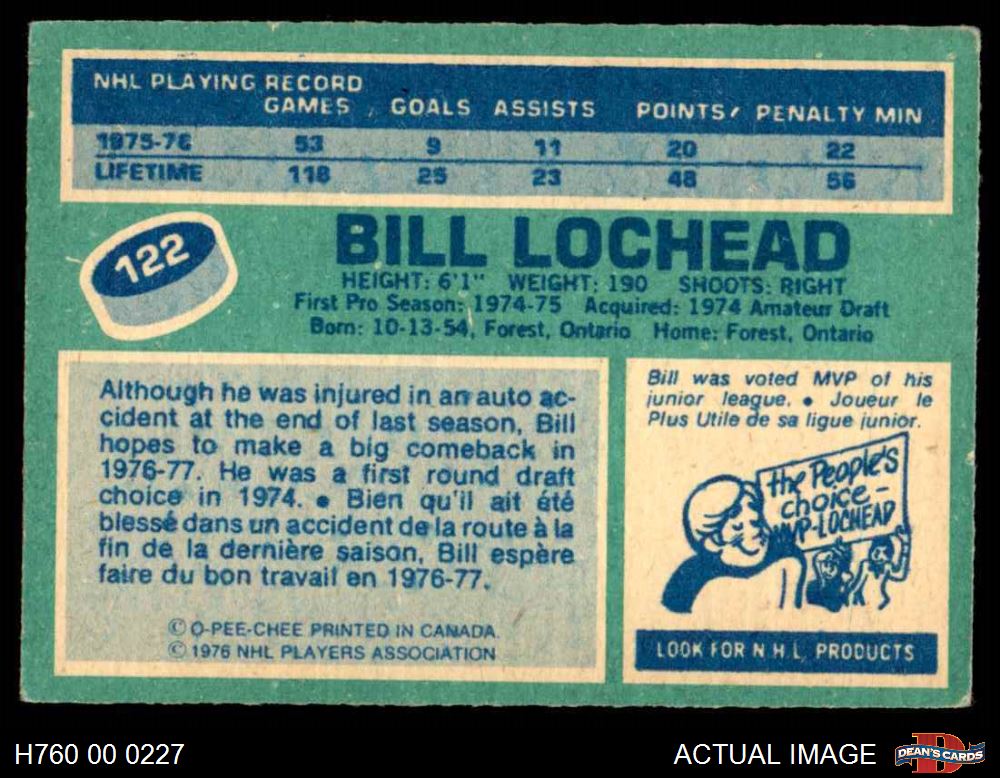 NHL PLAYING RECORD
GAMES GOALS ASSISTS POINTS PENALTY MIN
1975-76 53 9 11 20 22
LIFETIME 118 25 23 48 56
122
BILL LOCHEAD
HEIGHT: 6'1" WEIGHT: 190 SHOOTS: RIGHT
First Pro Season: 1974-75 Acquired: 1974 Amateur Draft
Born: 10-13-54, Forest, Ontario Home: Forest, Ontario
Although he was injured in an auto ac-
cident at the end of last season, Bill
hopes to make a big comeback in
1976-77. He was a first round draft
choice in 1974. • Bien qu'il ait été
blessé dans un accident de la route à la
fin de la dernière saison, Bill espère
faire du bon travail en 1976-77.
© O-PEE-CHEE PRINTED IN CANADA.
© 1976 NHL PLAYERS ASSOCIATION
Bill was voted MVP of his
junior league. • Joueur le
Plus Utile de sa ligue junior.
the People's
choice-
MVP-LOCHEAD
LOOK FOR N H L PRODUCTS
H760 00 0227
ACTUAL IMAGE
D
DEAN'S CARDS